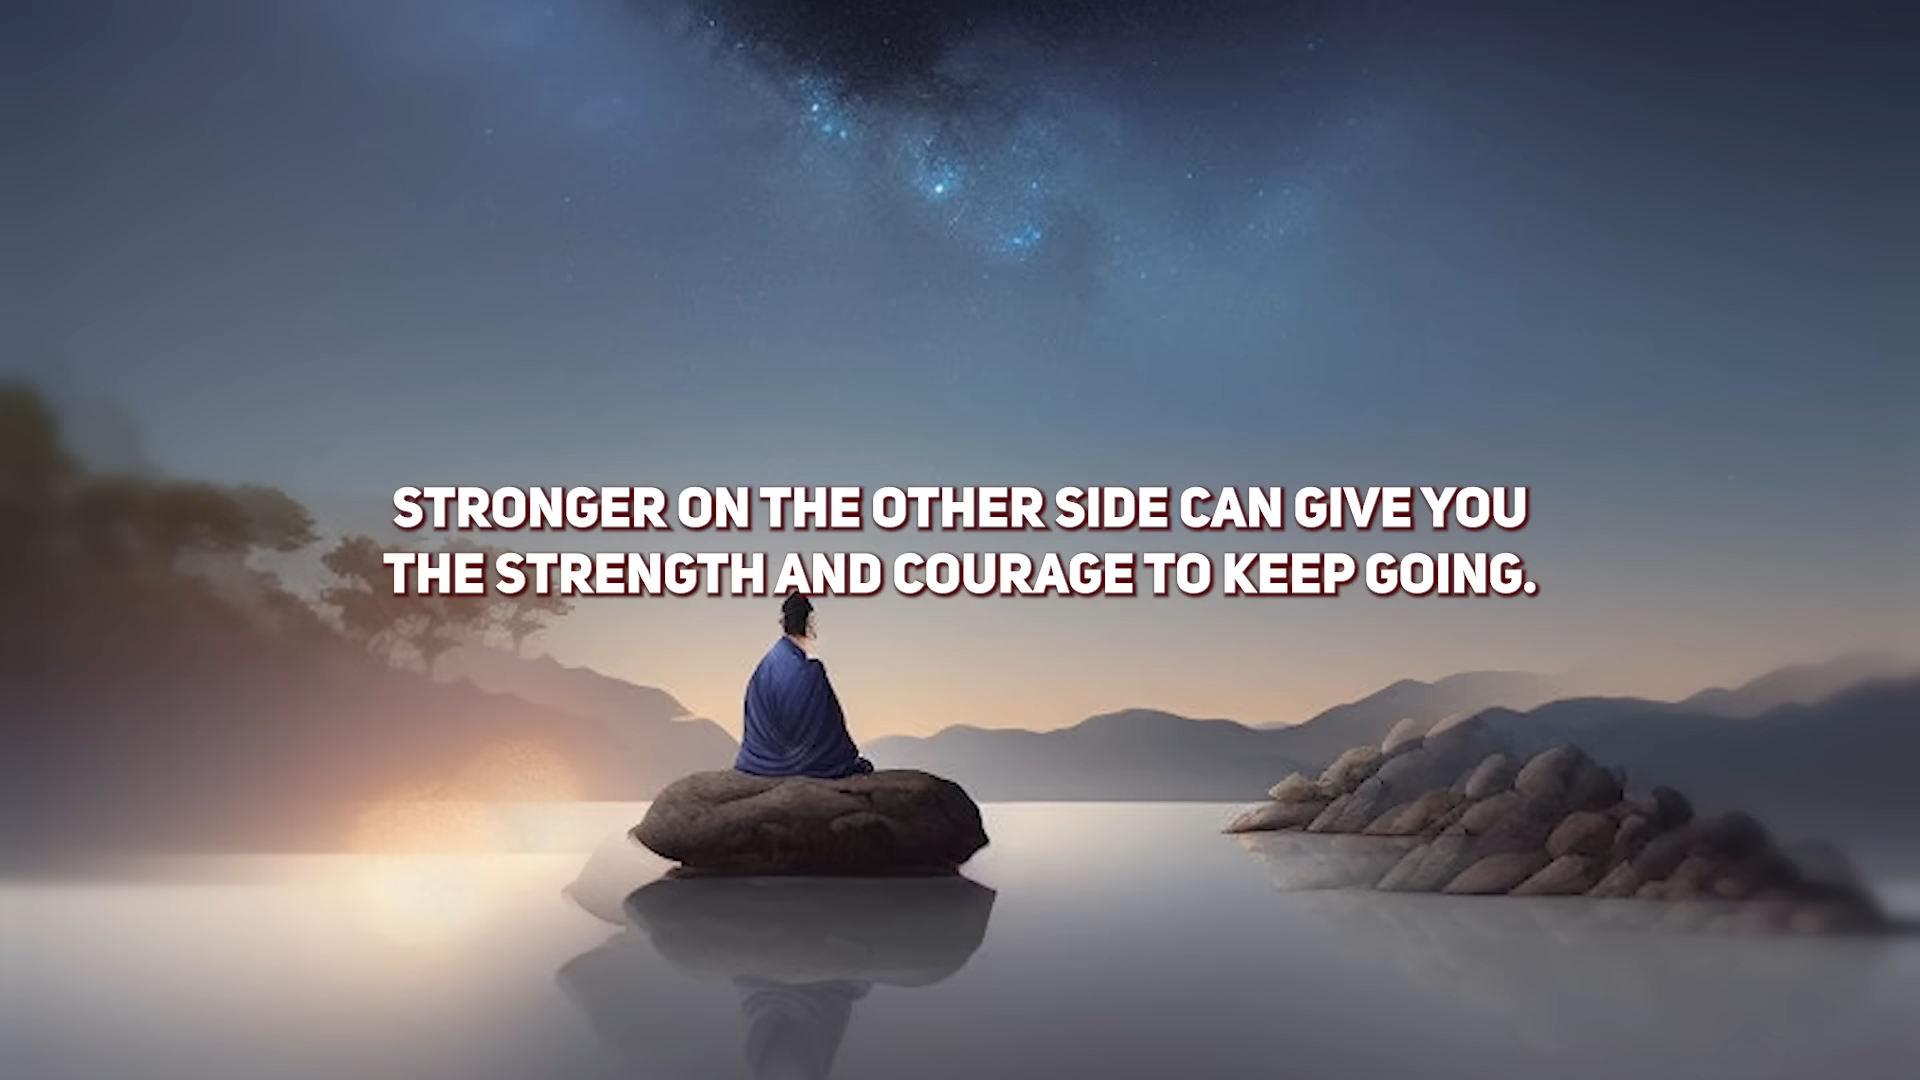 STRONGER ON THE OTHER SIDE CAN GIVE YOU
THE STRENGTH AND COURAGE TO KEEP GOING.